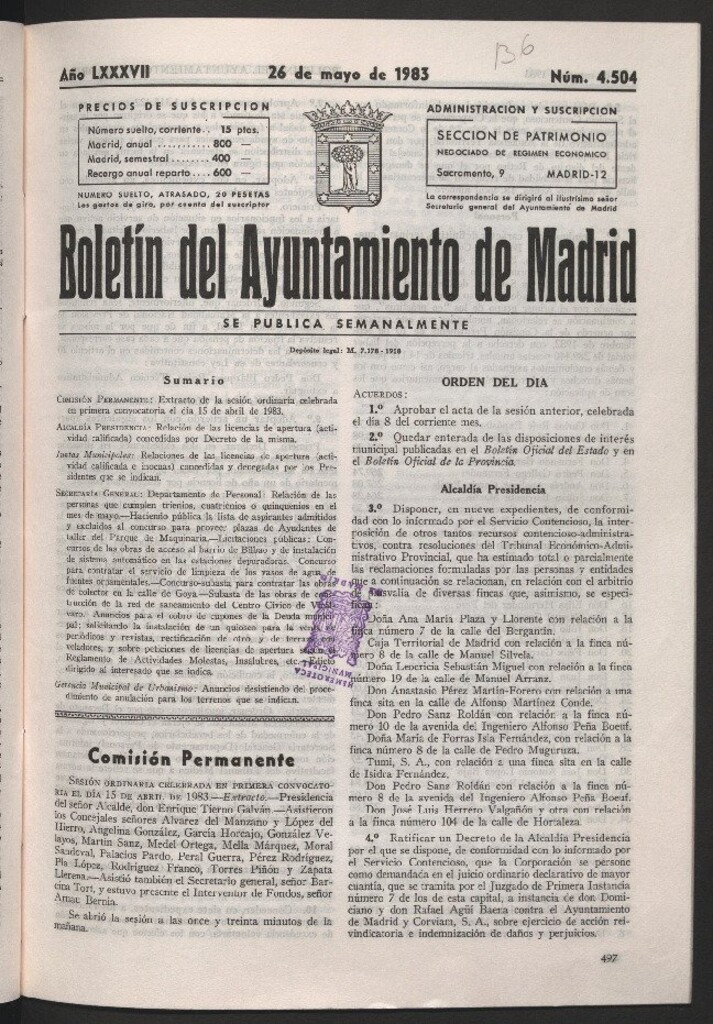 Año LXXXVII
26 de mayo de 1983
Núm. 4.504
PRECIOS DE SUSCRIPCION
Número suelto, corriente.. 15 ptas.
Madrid, anual ........... 800 —
Madrid, semestral ........ 400 —
Recargo anual reparto.... 600 —
NUMERO SUELTO, ATRASADO, 20 PESETAS
Los gastos de giro, por cuenta del suscriptor
ADMINISTRACION Y SUSCRIPCION
SECCION DE PATRIMONIO
NEGOCIADO DE REGIMEN ECONOMICO
Sacramento, 9 MADRID-12
La correspondencia se dirigirá al ilustrísimo señor
Secretario general del Ayuntamiento de Madrid
Boletín del Ayuntamiento de Madrid
SE PUBLICA SEMANALMENTE
Depósito legal: M. 7.178-1958
Sumario
COMISIÓN PERMANENTE: Extracto de la sesión ordinaria celebrada
en primera convocatoria el día 15 de abril de 1983.
ALCALDÍA PRESIDENCIA: Relación de las licencias de apertura (acti-
vidad calificada) concedidas por Decreto de la misma.
Juntas Municipales: Relaciones de las licencias de apertura (acti-
vidad calificada e inocuas) concedidas y denegadas por los Pre-
sidentes que se indican.
SECRETARÍA GENERAL: Departamento de Personal: Relación de las
personas que cumplen trienios, cuatrienios o quinquenios en el
mes de mayo.—Haciendo pública la lista de aspirantes admitidos
y excluidos al concurso para proveer plazas de Ayudantes de
taller del Parque de Maquinaria.—Licitaciones públicas: Con-
cursos de las obras de acceso al barrio de Bilbao y de instalación
de sistema automático en las estaciones depuradoras. Concurso
para contratar el servicio de limpieza de los vasos de agua de
fuentes ornamentales.—Concurso-subasta para contratar las obras
de colector en la calle de Goya.—Subasta de las obras de cons-
trucción de la red de saneamiento del Centro Cívico de Vicál-
varo. Anuncios para el cobro de cupones de la Deuda munici-
pal; solicitando la instalación de un quiosco para la venta de
periódicos y revistas, rectificación de otro, y de terrazas con
veladores, y sobre peticiones de licencias de apertura según el
Reglamento de Actividades Molestas, Insalubres, etc.—Edicto
dirigido al interesado que se indica.
Gerencia Municipal de Urbanismo: Anuncios desistiendo del proce-
dimiento de anulación para los terrenos que se indican.
Comisión Permanente
SESIÓN ORDINARIA CELEBRADA EN PRIMERA CONVOCATO-
RIA EL DÍA 15 DE ABRIL DE 1983.—Extracto.—Presidencia
del señor Alcalde, don Enrique Tierno Galván.—Asistieron
los Concejales señores Alvarez del Manzano y López del
Hierro, Angelina González, García Horcajo, González Ve-
layos, Martín Sanz, Medel Ortega, Mella Márquez, Moral
Sandoval, Palacios Pardo, Peral Guerra, Pérez Rodríguez,
Pla López, Rodríguez Franco, Torres Piñón y Zapata
Llerena.—Asistió también el Secretario general, señor Bar-
cina Tort, y estuvo presente el Interventor de Fondos, señor
Arnau Bernia.
Se abrió la sesión a las once y treinta minutos de la
mañana.
ORDEN DEL DIA
ACUERDOS:
1.º Aprobar el acta de la sesión anterior, celebrada
el día 8 del corriente mes.
2.º Quedar enterada de las disposiciones de interés
municipal publicadas en el Boletín Oficial del Estado y en
el Boletín Oficial de la Provincia.
Alcaldía Presidencia
3.º Disponer, en nueve expedientes, de conformi-
dad con lo informado por el Servicio Contencioso, la inter-
posición de otros tantos recursos contencioso-administra-
tivos, contra resoluciones del Tribunal Económico-Admi-
nistrativo Provincial, que ha estimado total o parcialmente
las reclamaciones formuladas por las personas y entidades
que a continuación se relacionan, en relación con el arbitrio
de plusvalía de diversas fincas que, asimismo, se especi-
fican:
Doña Ana María Plaza y Llorente con relación a la
finca número 7 de la calle del Bergantín.
Caja Territorial de Madrid con relación a la finca nú-
mero 8 de la calle de Manuel Silvela.
Doña Leocricia Sebastián Miguel con relación a la finca
número 19 de la calle de Manuel Arranz.
Don Anastasio Pérez Martín-Forero con relación a una
finca sita en la calle de Alfonso Martínez Conde.
Don Pedro Sanz Roldán con relación a la finca nú-
mero 10 de la avenida del Ingeniero Alfonso Peña Boeuf.
Doña María de Forras Isla Fernández, con relación a la
finca número 8 de la calle de Pedro Muguruza.
Tumi, S. A., con relación a una finca sita en la calle
de Isidra Fernández.
Don Pedro Sanz Roldán con relación a la finca nú-
mero 8 de la avenida del Ingeniero Alfonso Peña Boeuf.
Don José Luis Herrero Valgañón y otra con relación
a la finca número 104 de la calle de Hortaleza.
4.º Ratificar un Decreto de la Alcaldía Presidencia
por el que se dispone, de conformidad con lo informado por
el Servicio Contencioso, que la Corporación se persone
como demandada en el juicio ordinario declarativo de mayor
cuantía, que se tramita por el Juzgado de Primera Instancia
número 7 de los de esta capital, a instancia de don Domi-
ciano y don Rafael Agüí Baera contra el Ayuntamiento
de Madrid y Corvian, S. A., sobre ejercicio de acción rei-
vindicatoria e indemnización de daños y perjuicios.
HEMEROTECA
MUNICIPAL
DE MADRID
497